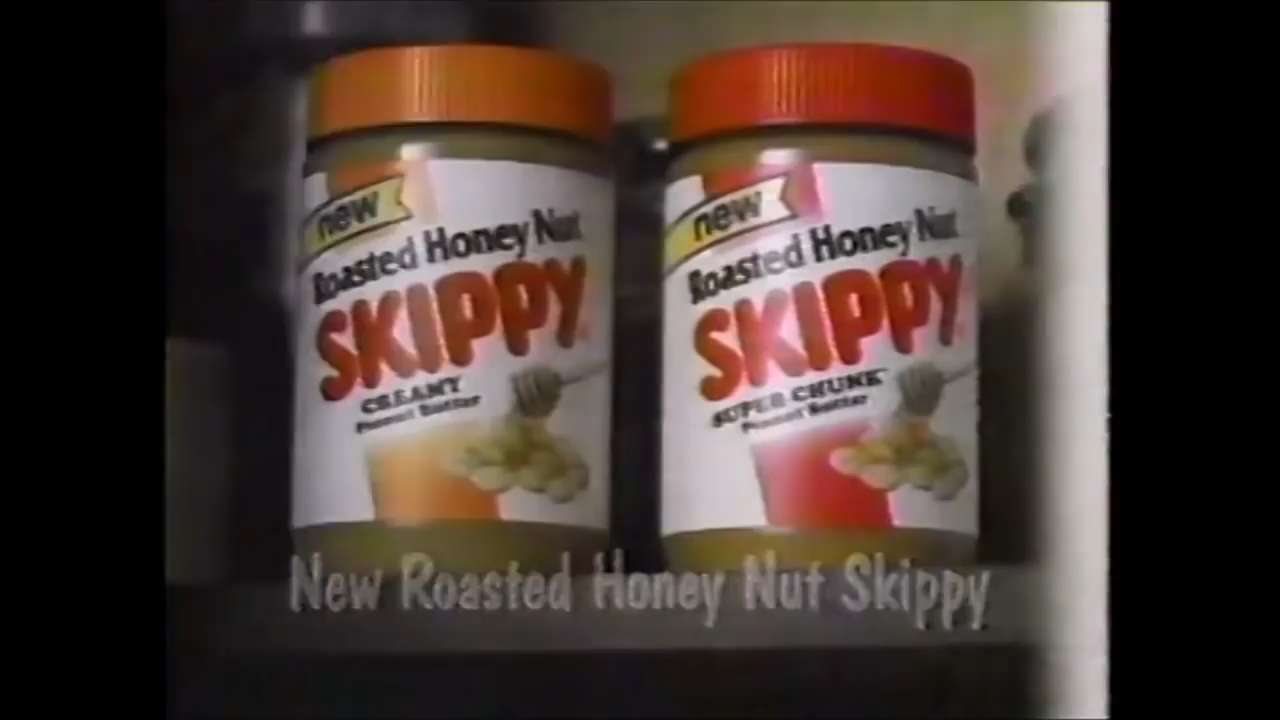 new
Roasted Honey Nut
SKIPPY
CREAMY
Peanut Butter
new
Roasted Honey Nut
SKIPPY
SUPER CHUNK
Peanut Butter
New Roasted Honey Nut Skippy